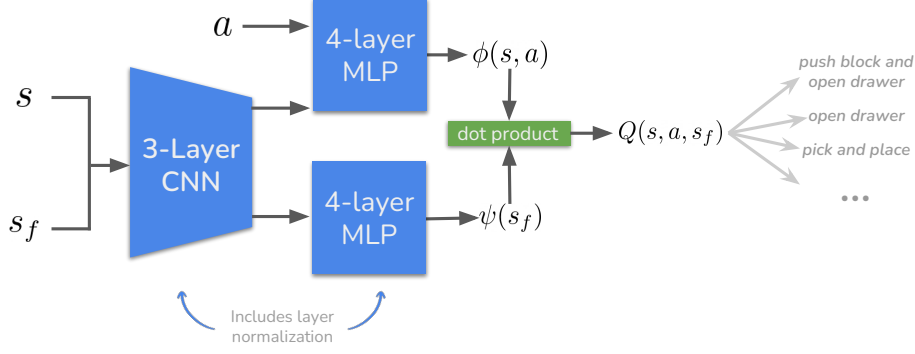 a
4-layer
MLP
ϕ(s, a)
push block and
open drawer
s
3-Layer
CNN
dot product
Q(s, a, s_f)
open drawer
pick and place
s_f
4-layer
MLP
ψ(s_f)
...
Includes layer
normalization